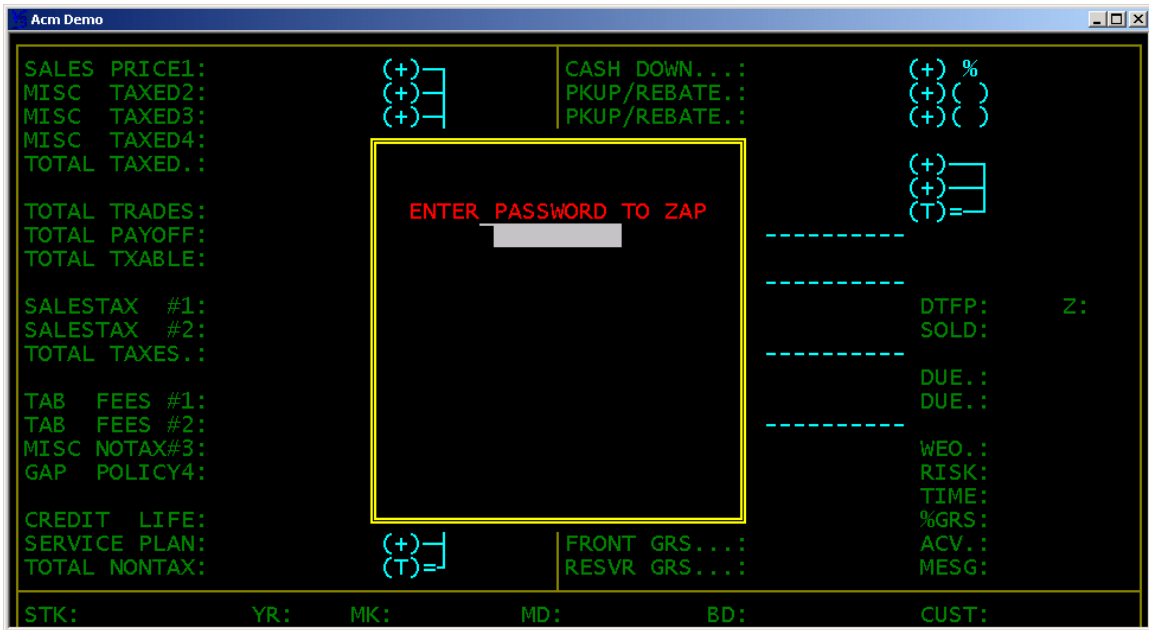 Acm Demo
SALES PRICE1: (+) CASH DOWN...: (+) %
MISC TAXED2: (+) PKUP/REBATE.: (+)( )
MISC TAXED3: (+) PKUP/REBATE.: (+)( )
MISC TAXED4:
TOTAL TAXED.: (+)
(+)
TOTAL TRADES: ENTER PASSWORD TO ZAP (T)=
TOTAL PAYOFF: ----------
TOTAL TXABLE:
----------
SALESTAX #1: DTFP: Z:
SALESTAX #2: SOLD:
TOTAL TAXES.: ----------
DUE.:
TAB FEES #1: DUE.:
TAB FEES #2: ----------
MISC NOTAX#3: WEO.:
GAP POLICY4: RISK:
TIME:
CREDIT LIFE: %GRS:
SERVICE PLAN: (+) FRONT GRS...: ACV.:
TOTAL NONTAX: (T)= RESVR GRS...: MESG:
STK: YR: MK: MD: BD: CUST: